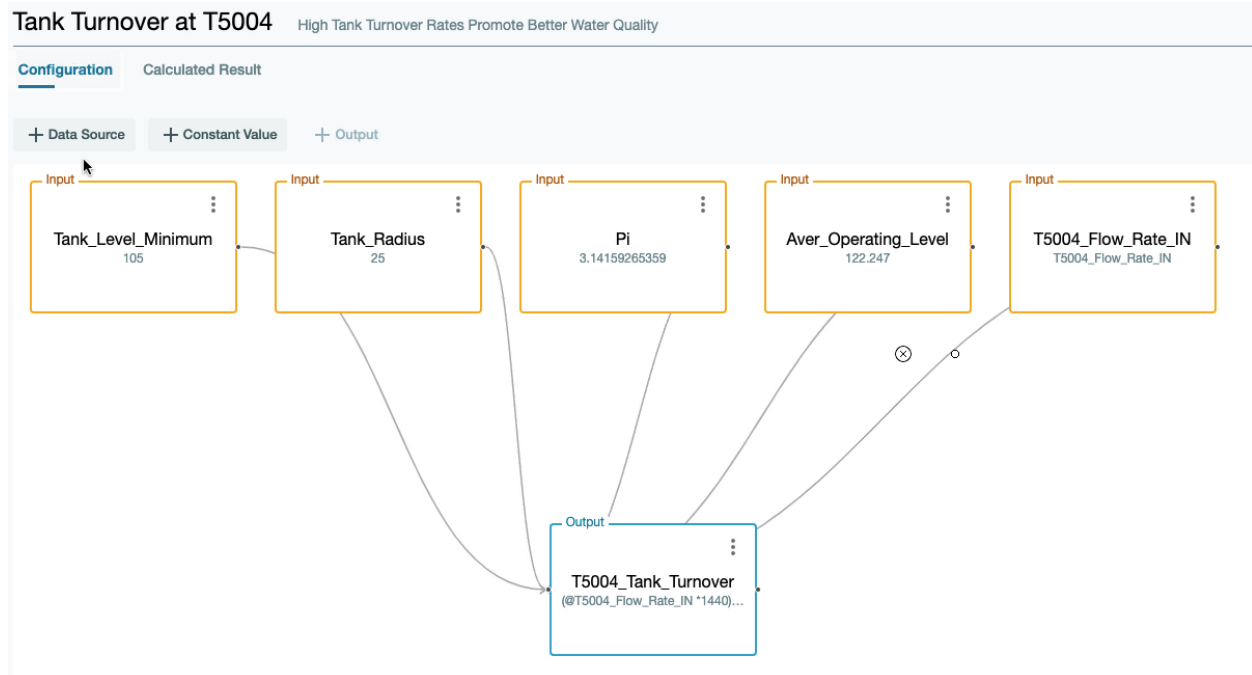 Tank Turnover at T5004 High Tank Turnover Rates Promote Better Water Quality
Configuration Calculated Result
+ Data Source + Constant Value + Output
Input Input Input Input Input
Tank_Level_Minimum Tank_Radius Pi Aver_Operating_Level T5004_Flow_Rate_IN
105 25 3.14159265359 122.247 T5004_Flow_Rate_IN
Output
T5004_Tank_Turnover
(@T5004_Flow_Rate_IN *1440)...